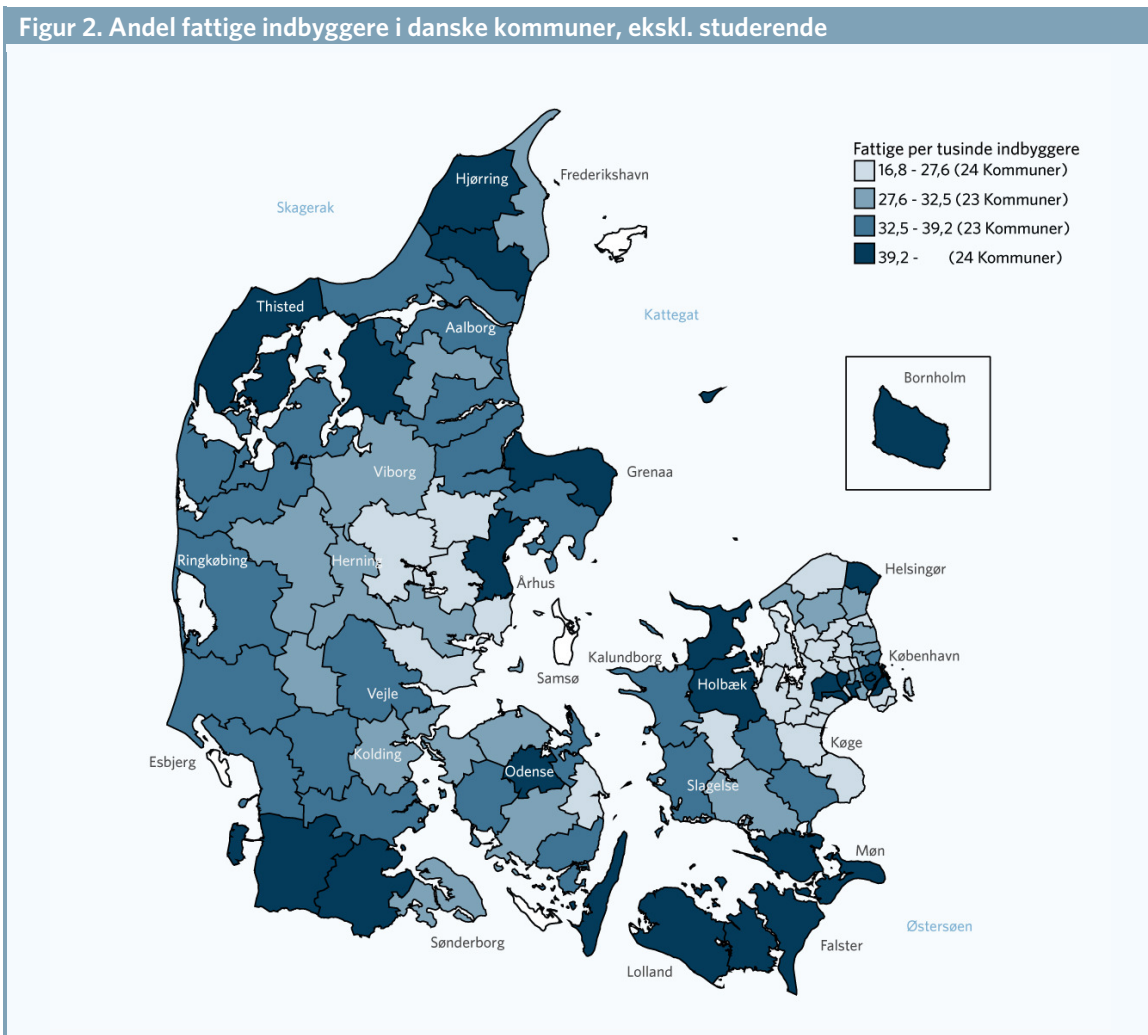 Figur 2. Andel fattige indbyggere i danske kommuner, ekskl. studerende
Fattige per tusinde indbyggere
16,8 - 27,6 (24 Kommuner)
27,6 - 32,5 (23 Kommuner)
32,5 - 39,2 (23 Kommuner)
39,2 - (24 Kommuner)
Hjørring
Frederikshavn
Skagerak
Thisted
Aalborg
Kattegat
Bornholm
Viborg
Grenaa
Ringkøbing
Herning
Århus
Helsingør
Kalundborg
København
Samsø
Holbæk
Vejle
Køge
Esbjerg
Kolding
Odense
Slagelse
Møn
Østersøen
Sønderborg
Falster
Lolland